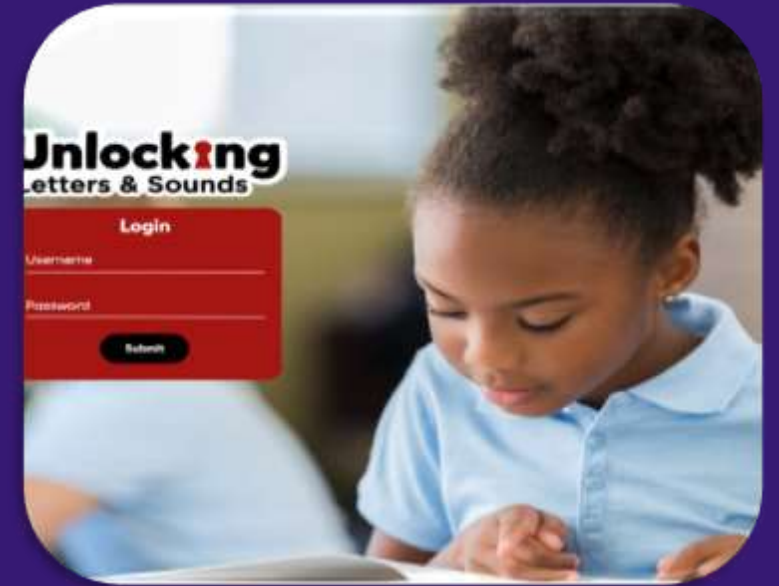 Unlocking
Letters & Sounds
Login
Username
Password
Submit